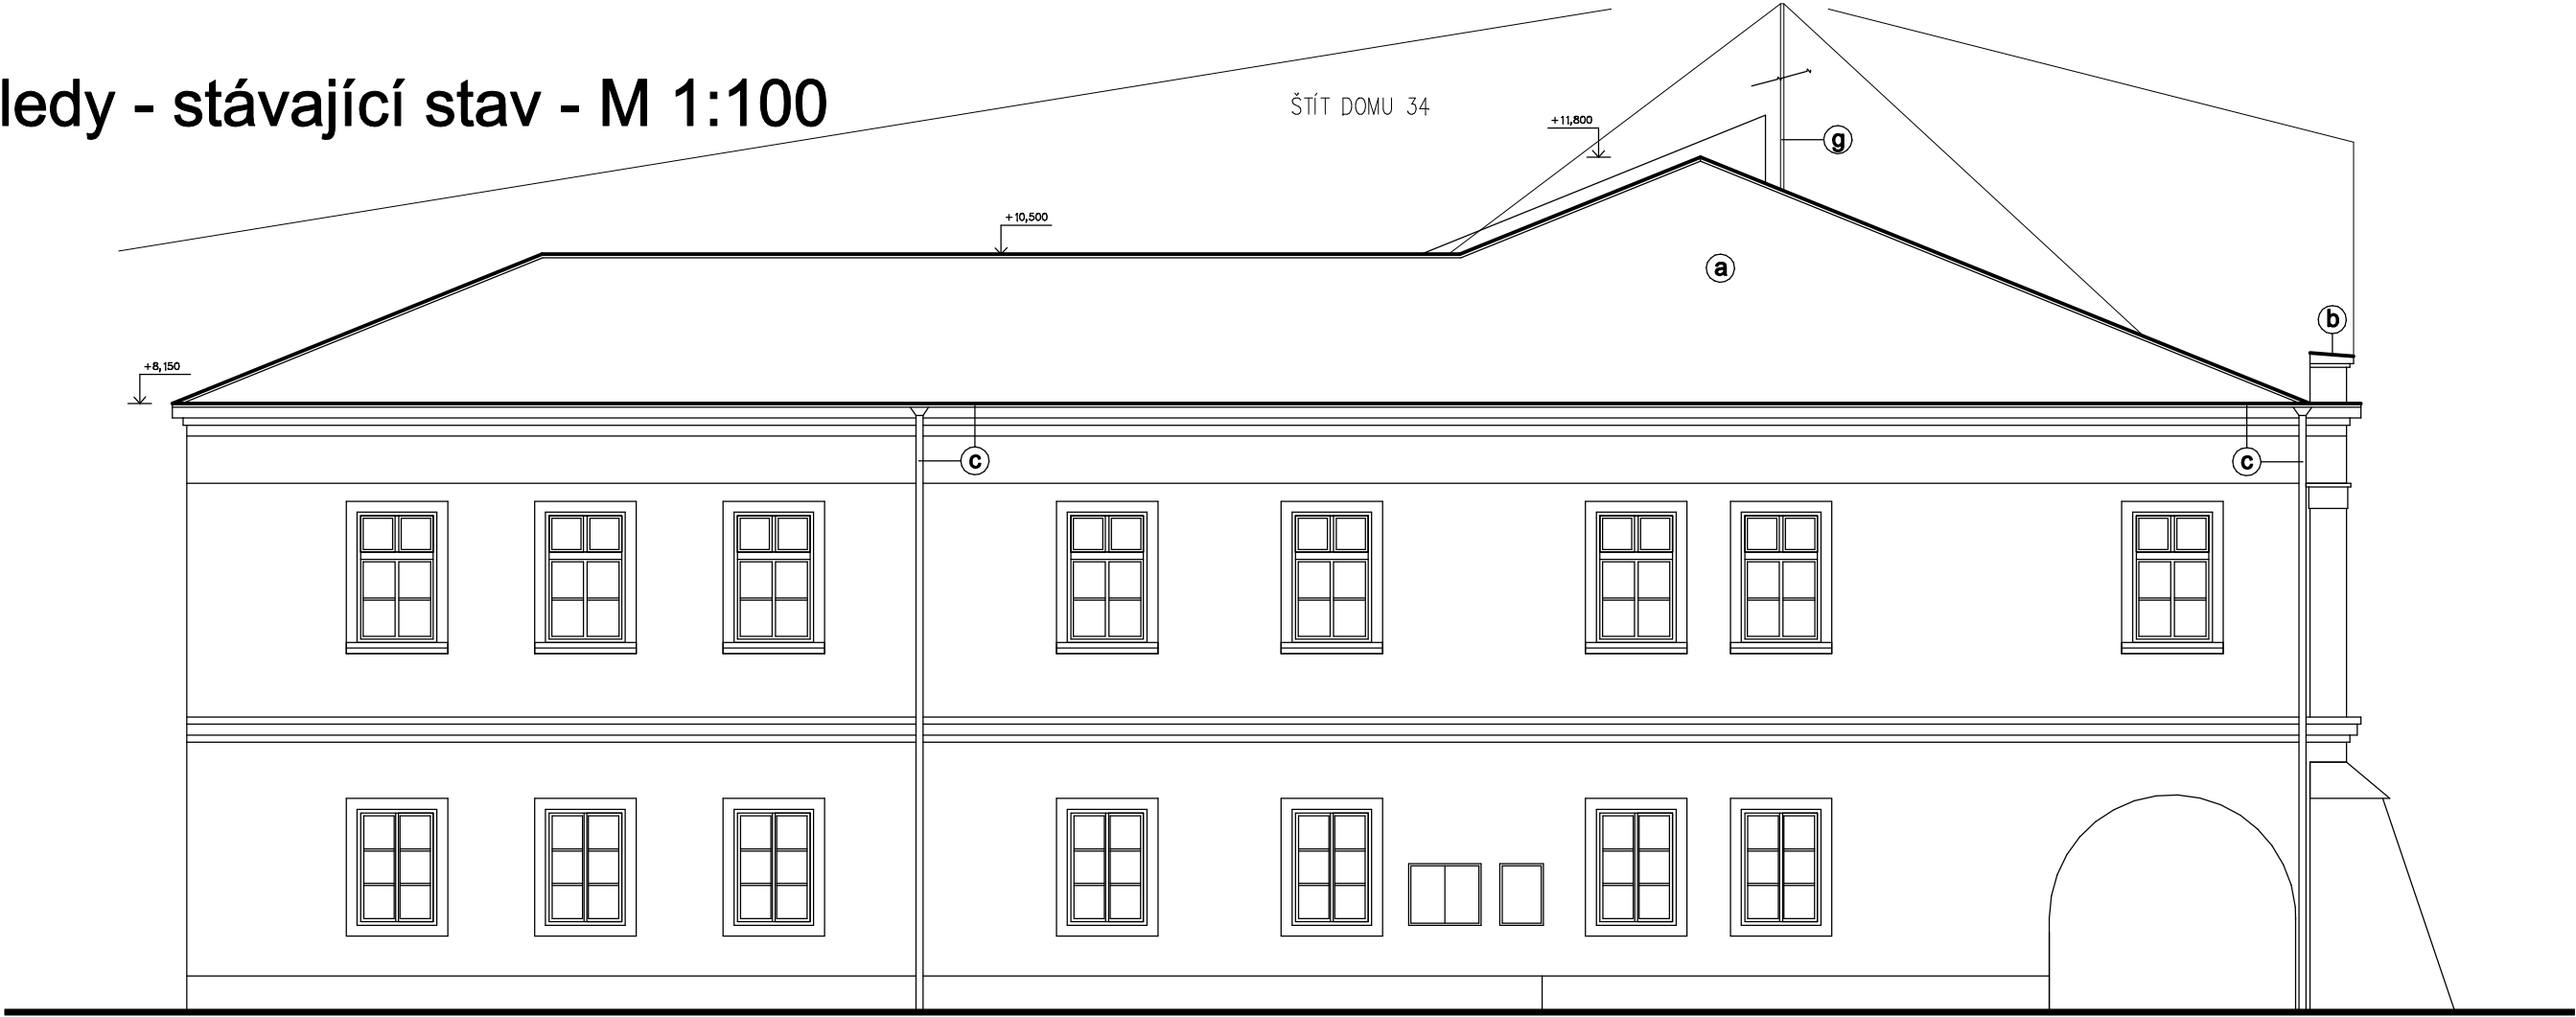 ledy - stávající stav - M 1:100
ŠTÍT DOMU 34
+11,800
g
+10,500
a
b
+8,150
c
c